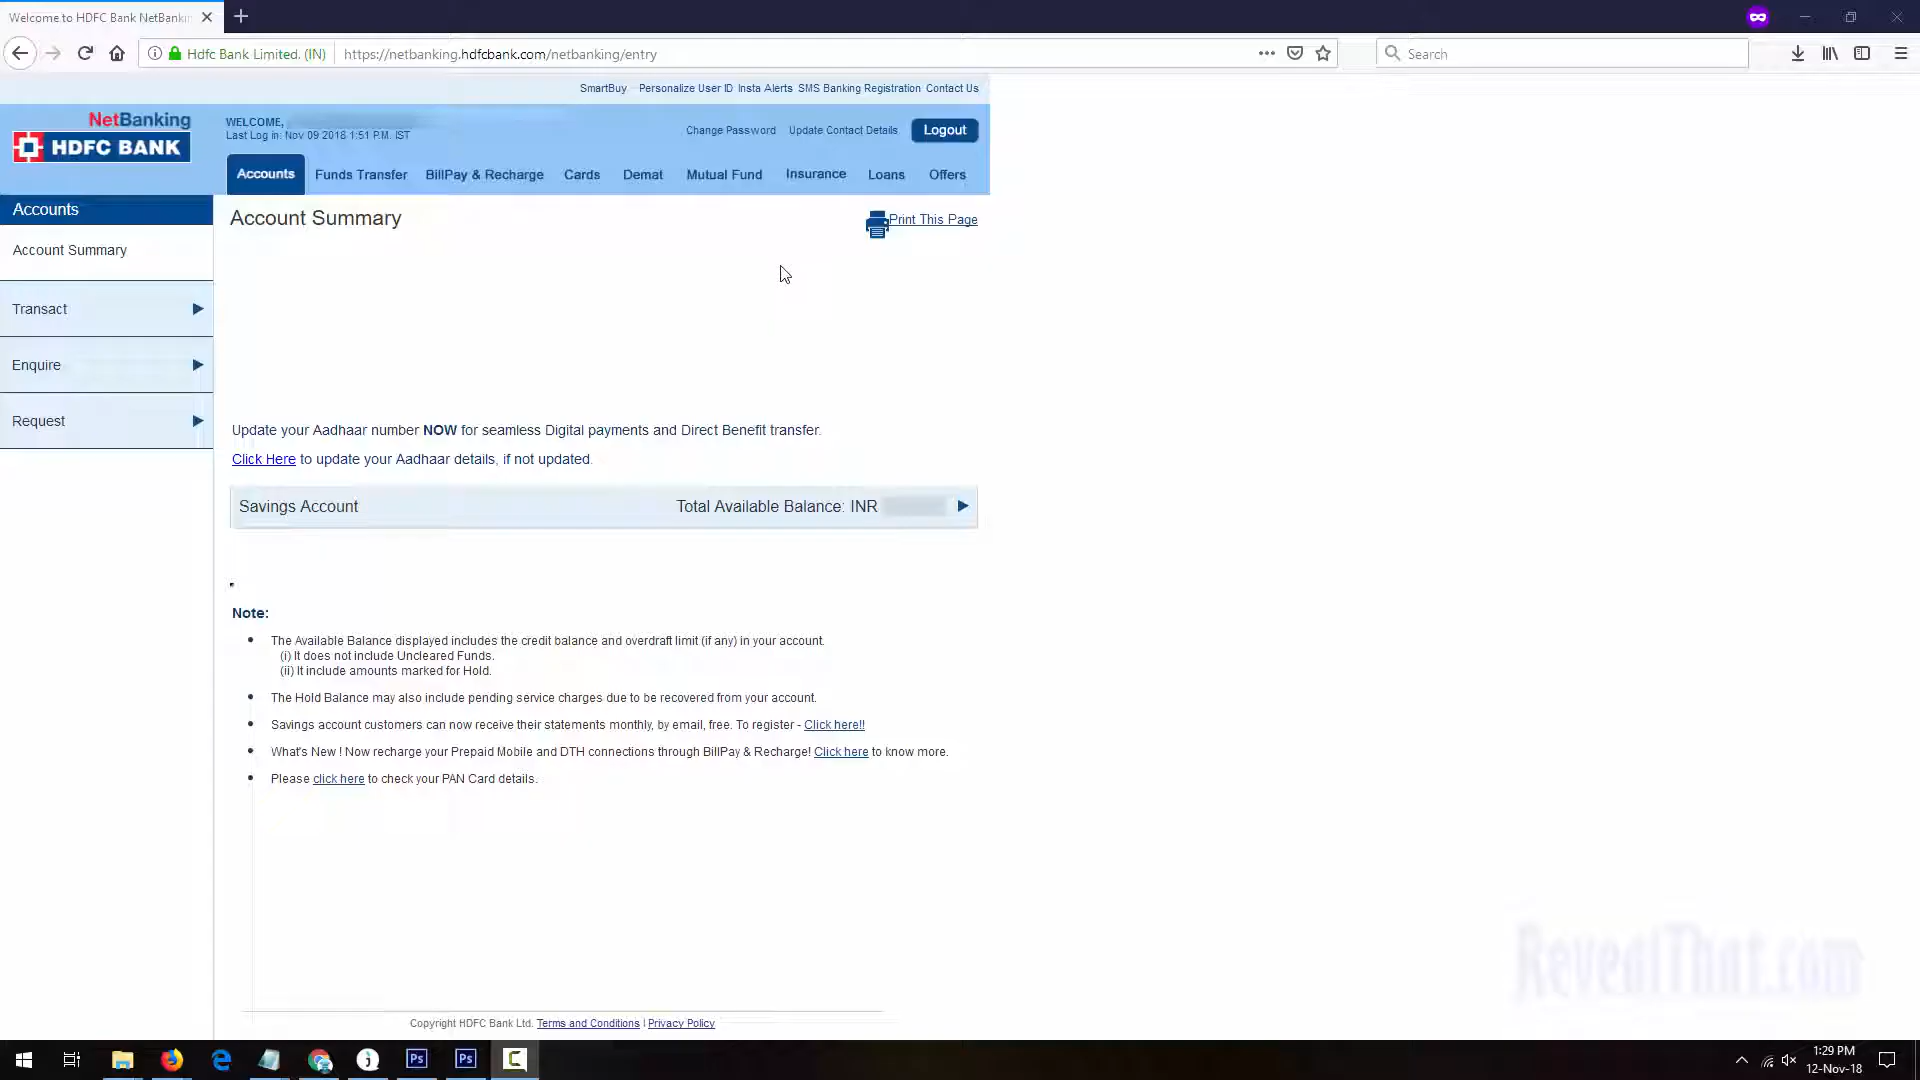 Welcome to HDFC Bank NetBankin
Hdfc Bank Limited. (IN)
https://netbanking.hdfcbank.com/netbanking/entry
Search
SmartBuy Personalize User ID Insta Alerts SMS Banking Registration Contact Us
NetBanking
HDFC BANK
WELCOME,
Last Log in: Nov 09 2018 1:51 P.M. IST
Change Password Update Contact Details Logout
Accounts Funds Transfer BillPay & Recharge Cards Demat Mutual Fund Insurance Loans Offers
Accounts
Account Summary
Transact
Enquire
Request
Account Summary
Print This Page
Update your Aadhaar number NOW for seamless Digital payments and Direct Benefit transfer.
Click Here to update your Aadhaar details, if not updated.
Savings Account Total Available Balance: INR
Note:
The Available Balance displayed includes the credit balance and overdraft limit (if any) in your account.
(i) It does not include Uncleared Funds.
(ii) It include amounts marked for Hold.
The Hold Balance may also include pending service charges due to be recovered from your account.
Savings account customers can now receive their statements monthly, by email, free. To register - Click here!!
What's New ! Now recharge your Prepaid Mobile and DTH connections through BillPay & Recharge! Click here to know more.
Please click here to check your PAN Card details.
RevealThat.com
Copyright HDFC Bank Ltd. Terms and Conditions | Privacy Policy
Ps
Ps
1:29 PM
12-Nov-18